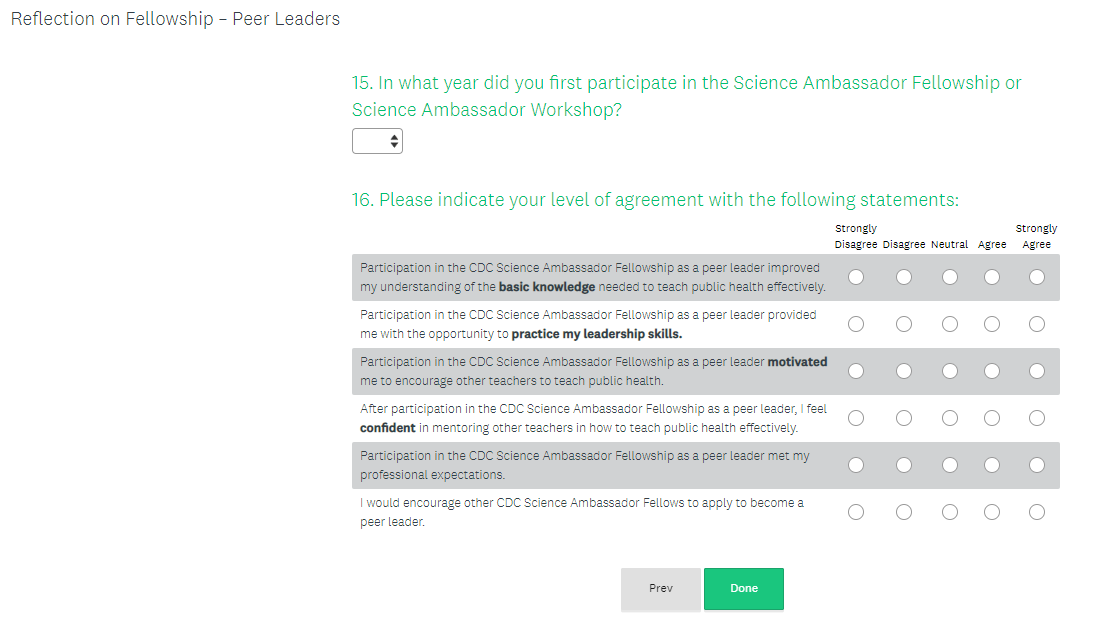 Reflection on Fellowship – Peer Leaders
15. In what year did you first participate in the Science Ambassador Fellowship or
Science Ambassador Workshop?
16. Please indicate your level of agreement with the following statements:
Strongly Disagree Disagree Neutral Agree Strongly Agree
Participation in the CDC Science Ambassador Fellowship as a peer leader improved
my understanding of the basic knowledge needed to teach public health effectively.
Participation in the CDC Science Ambassador Fellowship as a peer leader provided
me with the opportunity to practice my leadership skills.
Participation in the CDC Science Ambassador Fellowship as a peer leader motivated
me to encourage other teachers to teach public health.
After participation in the CDC Science Ambassador Fellowship as a peer leader, I feel
confident in mentoring other teachers in how to teach public health effectively.
Participation in the CDC Science Ambassador Fellowship as a peer leader met my
professional expectations.
I would encourage other CDC Science Ambassador Fellows to apply to become a
peer leader.
Prev Done